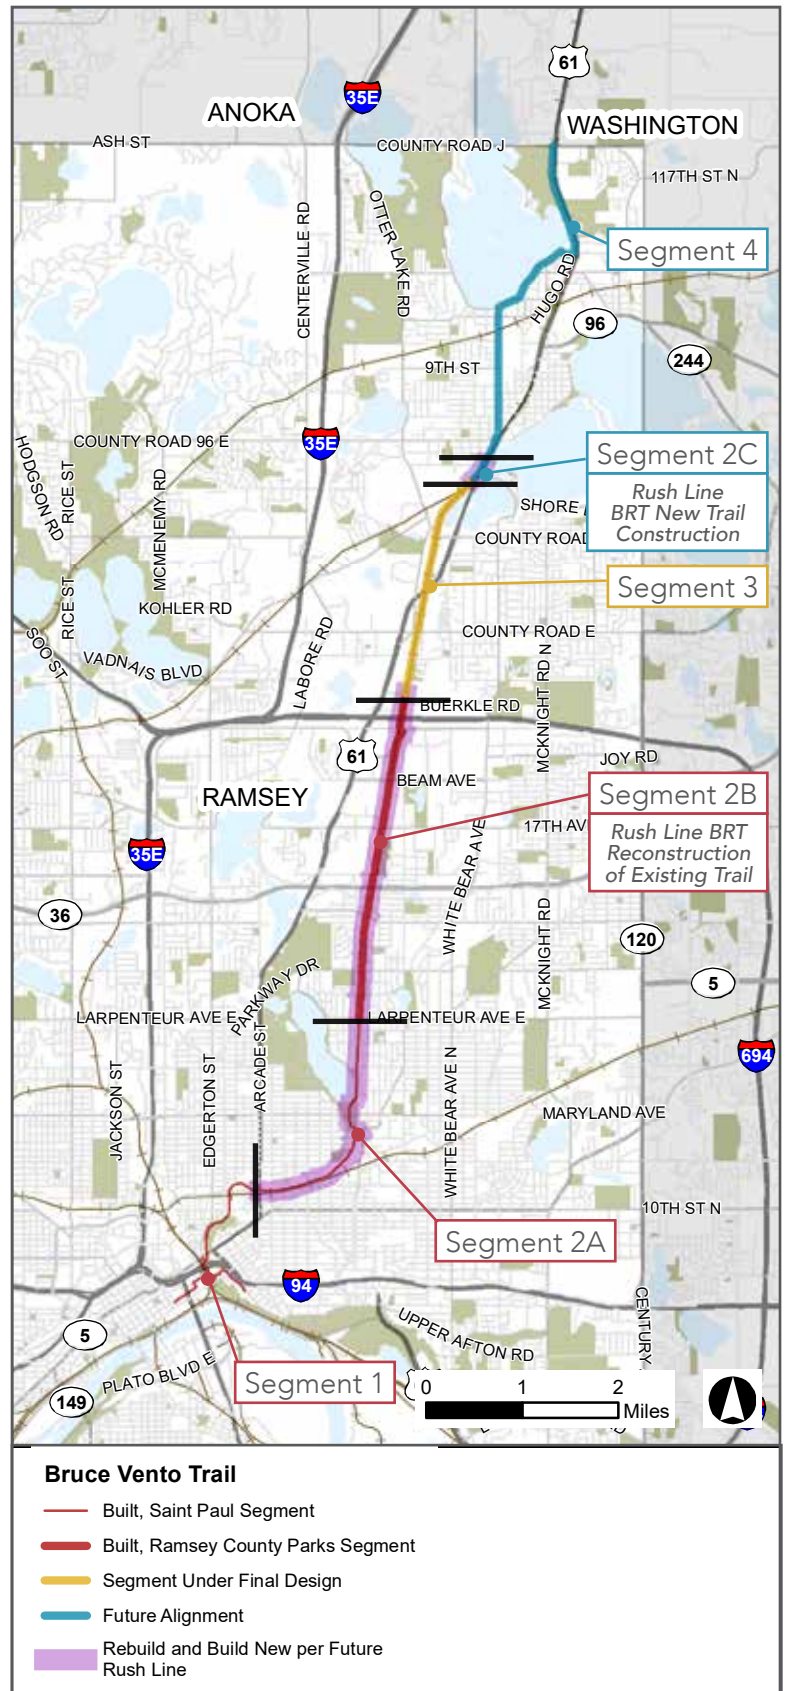 61
35E
ANOKA
WASHINGTON
ASH ST
COUNTY ROAD J
117TH ST N
OTTER LAKE RD
CENTERVILLE RD
Segment 4
HUGO RD
96
244
9TH ST
COUNTY ROAD 96 E
35E
HODGSON RD
RICE ST
MCMENEMY RD
Segment 2C
Rush Line
BRT New Trail
Construction
SHORE
COUNTY ROAD
Segment 3
RICE ST
KOHLER RD
SOO ST
VADNAIS BLVD
LABORE RD
COUNTY ROAD E
MCKNIGHT RD N
BUERKLE RD
61
JOY RD
BEAM AVE
RAMSEY
Segment 2B
Rush Line BRT
Reconstruction
of Existing Trail
17TH AV
WHITE BEAR AVE
35E
36
MCKNIGHT RD
120
5
PARKWAY DR
LARPENTEUR AVE E
LARPENTEUR AVE E
ARCADE ST
694
JACKSON ST
EDGERTON ST
WHITE BEAR AVE N
MARYLAND AVE
10TH ST N
Segment 2A
94
CENTURY
5
UPPER AFTON RD
PLATO BLVD E
149
Segment 1
0 1 2
Miles
Bruce Vento Trail
Built, Saint Paul Segment
Built, Ramsey County Parks Segment
Segment Under Final Design
Future Alignment
Rebuild and Build New per Future
Rush Line